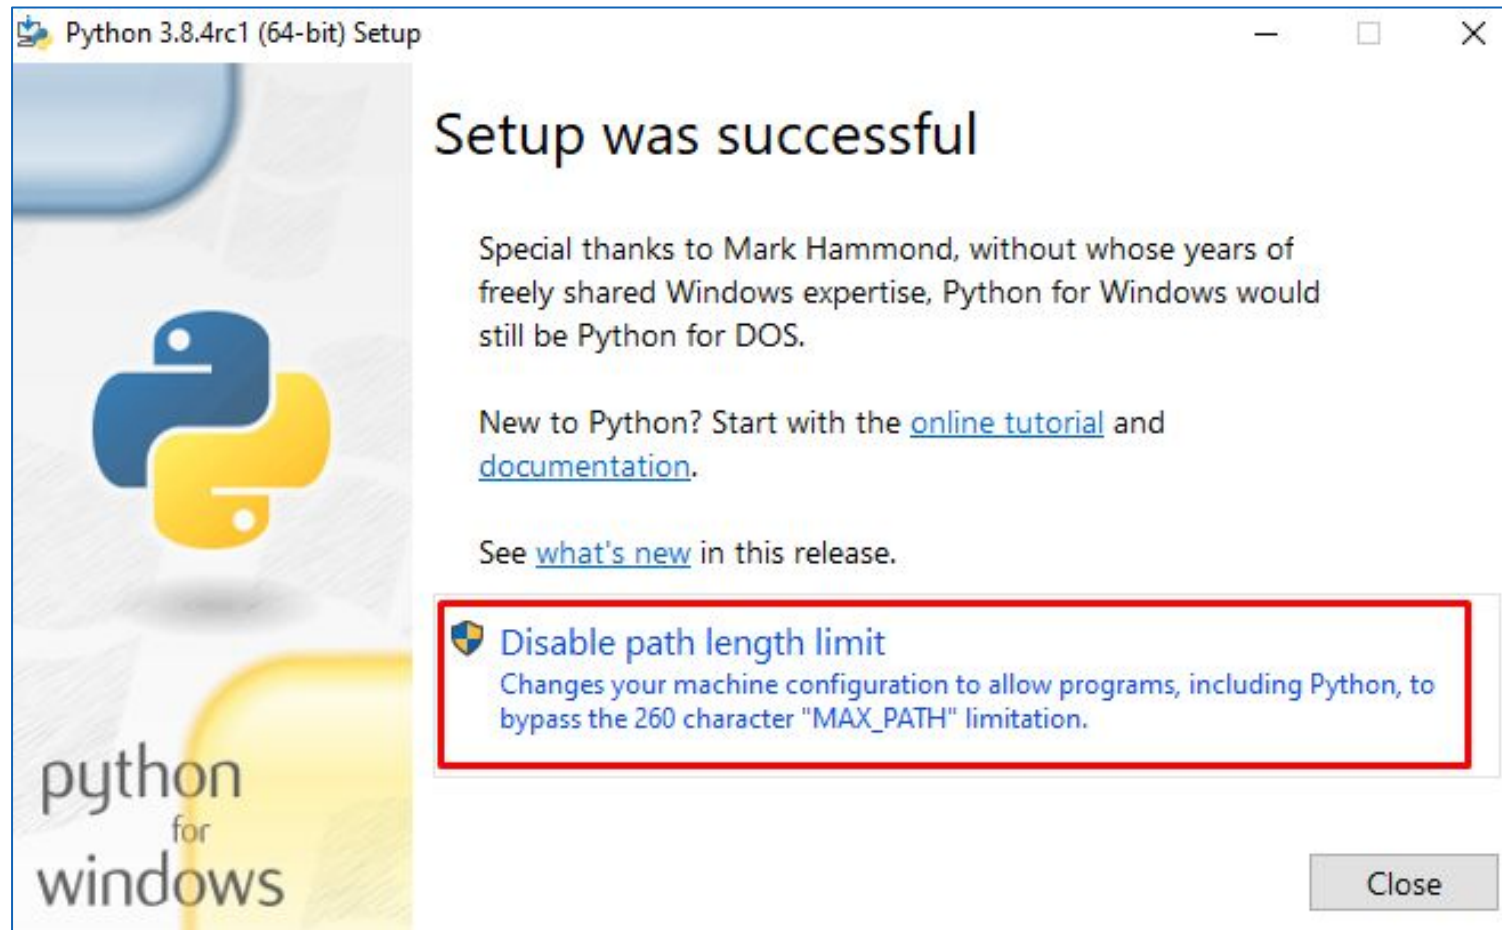 Python 3.8.4rc1 (64-bit) Setup
Setup was successful
Special thanks to Mark Hammond, without whose years of
freely shared Windows expertise, Python for Windows would
still be Python for DOS.
New to Python? Start with the online tutorial and
documentation.
See what's new in this release.
Disable path length limit
Changes your machine configuration to allow programs, including Python, to
bypass the 260 character "MAX_PATH" limitation.
python
for
windows
Close